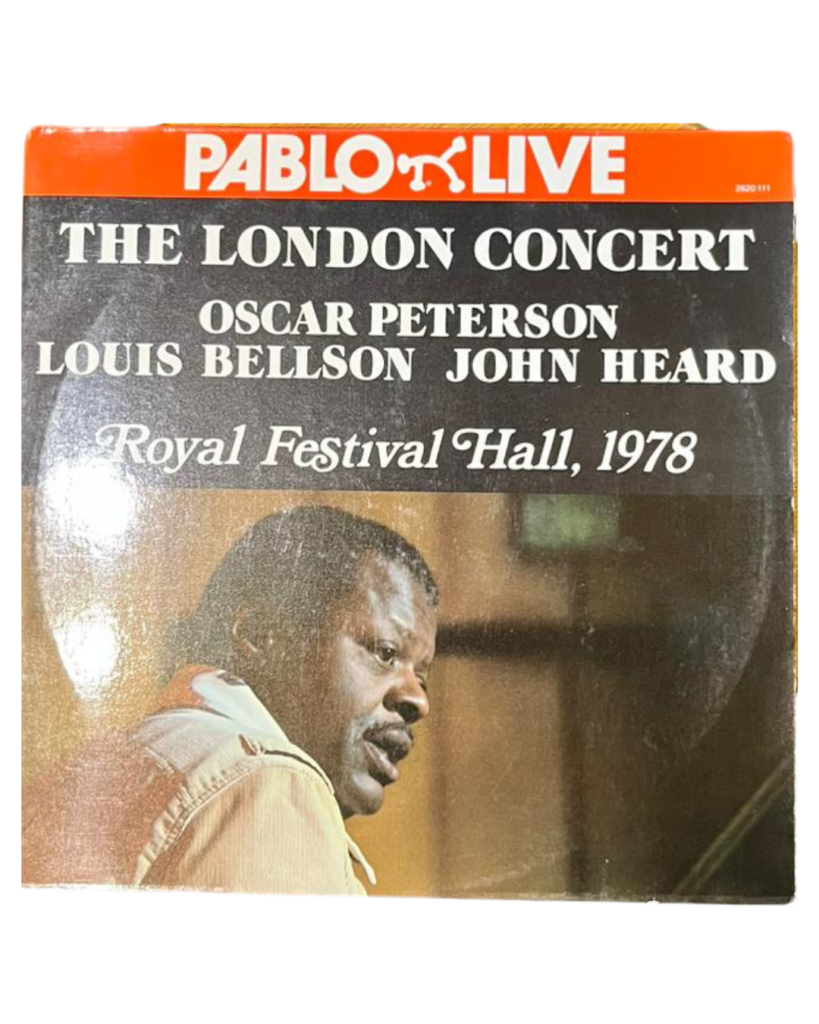 PABLO LIVE
2620 111
THE LONDON CONCERT
OSCAR PETERSON
LOUIS BELLSON JOHN HEARD
Royal Festival Hall, 1978